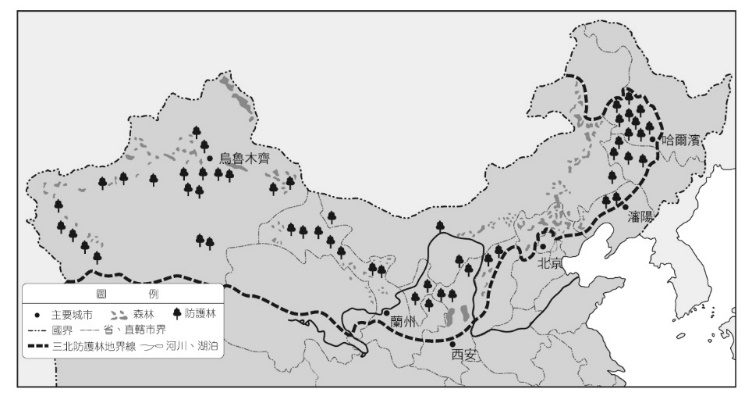 烏魯木齊
哈爾濱
瀋陽
北京
蘭州
西安
圖 例
主要城市 森林 防護林
國界 省、直轄市界
三北防護林地界線 河川、湖泊